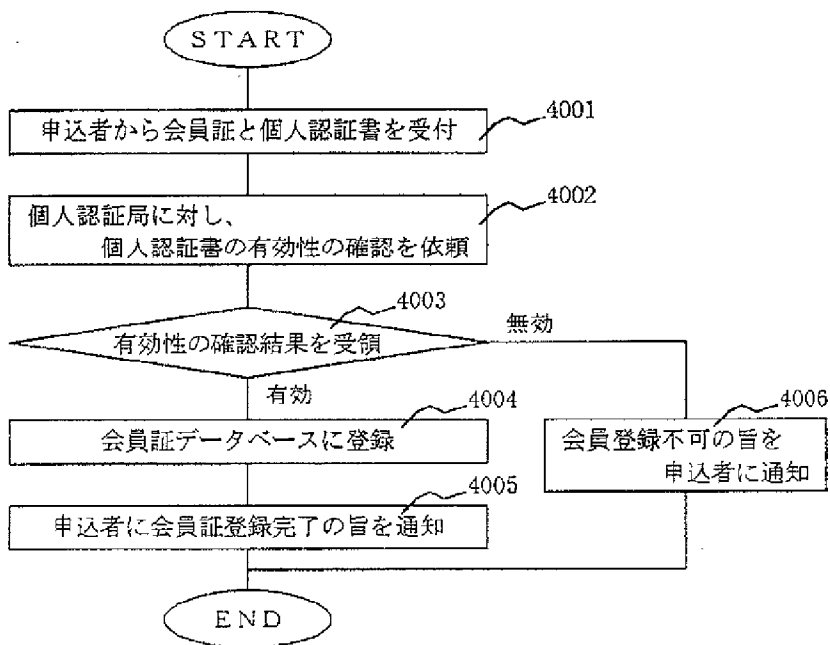 START
申込者から会員証と個人認証書を受付
4001
個人認証局に対し、
個人認証書の有効性の確認を依頼
4002
有効性の確認結果を受領
4003
無効
有効
会員証データベースに登録
4004
会員登録不可の旨を
申込者に通知
4006
申込者に会員証登録完了の旨を通知
4005
END